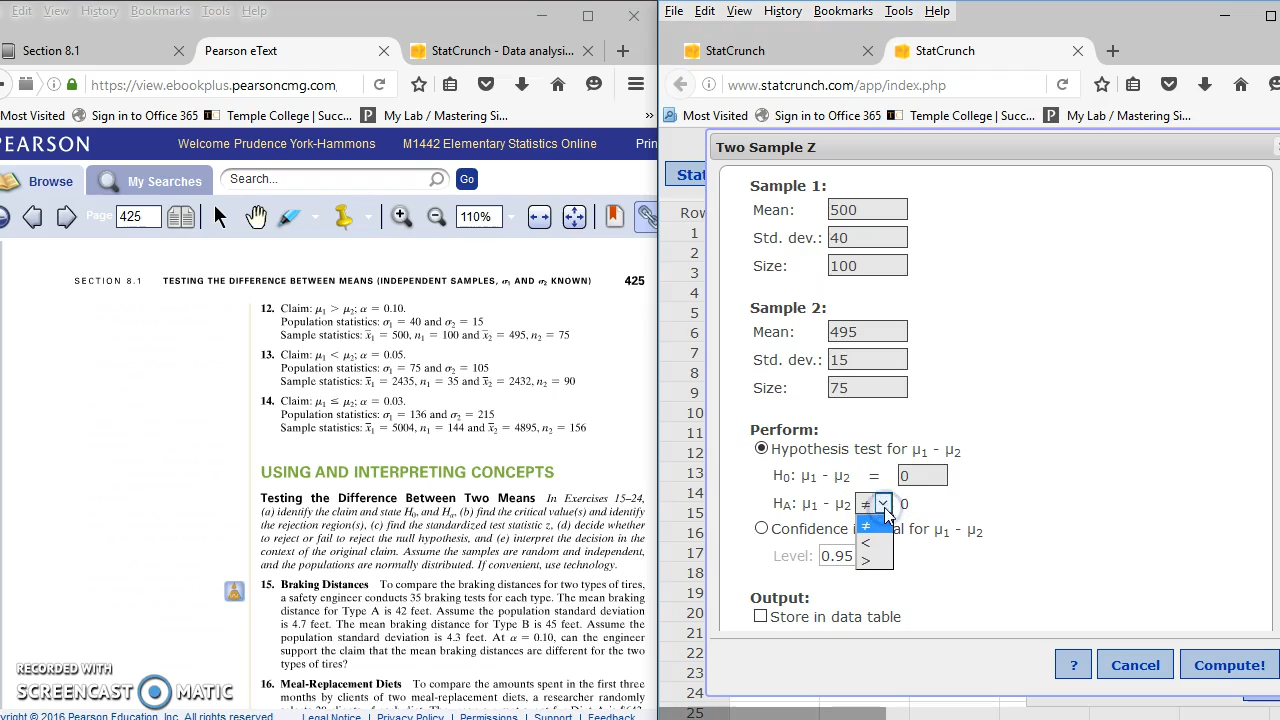 Edit View History Bookmarks Tools Help
Section 8.1
Pearson eText
StatCrunch - Data analysi...
https://view.ebookplus.pearsoncmg.com
Most Visited Sign in to Office 365 Temple College | Succ... My Lab / Mastering Si... »
PEARSON Welcome Prudence York-Hammons M1442 Elementary Statistics Online Prin
Browse My Searches Search... Go
Page 425 110%
SECTION 8.1 TESTING THE DIFFERENCE BETWEEN MEANS (INDEPENDENT SAMPLES, σ₁ AND σ₂ KNOWN) 425
12. Claim: μ₁ > μ₂; α = 0.10.
Population statistics: σ₁ = 40 and σ₂ = 15
Sample statistics: x̄₁ = 500, n₁ = 100 and x̄₂ = 495, n₂ = 75
13. Claim: μ₁ < μ₂; α = 0.05.
Population statistics: σ₁ = 75 and σ₂ = 105
Sample statistics: x̄₁ = 2435, n₁ = 35 and x̄₂ = 2432, n₂ = 90
14. Claim: μ₁ ≤ μ₂; α = 0.03.
Population statistics: σ₁ = 136 and σ₂ = 215
Sample statistics: x̄₁ = 5004, n₁ = 144 and x̄₂ = 4895, n₂ = 156
USING AND INTERPRETING CONCEPTS
Testing the Difference Between Two Means In Exercises 15–24,
(a) identify the claim and state H₀ and Hₐ, (b) find the critical value(s) and identify
the rejection region(s), (c) find the standardized test statistic z, (d) decide whether
to reject or fail to reject the null hypothesis, and (e) interpret the decision in the
context of the original claim. Assume the samples are random and independent,
and the populations are normally distributed. If convenient, use technology.
15. Braking Distances To compare the braking distances for two types of tires,
a safety engineer conducts 35 braking tests for each type. The mean braking
distance for Type A is 42 feet. Assume the population standard deviation
is 4.7 feet. The mean braking distance for Type B is 45 feet. Assume the
population standard deviation is 4.3 feet. At α = 0.10, can the engineer
support the claim that the mean braking distances are different for the two
types of tires?
16. Meal-Replacement Diets To compare the amounts spent in the first three
months by clients of two meal-replacement diets, a researcher randomly
RECORDED WITH
SCREENCAST MATIC
right © 2016 Pearson Education, Inc. All rights reserved. Legal Notice | Privacy Policy | Permissions | Support | Feedback
File Edit View History Bookmarks Tools Help
StatCrunch
StatCrunch
www.statcrunch.com/app/index.php
Most Visited Sign in to Office 365 Temple College | Succ... My Lab / Mastering Si...
Stat
Row
1
2
3
4
5
6
7
8
9
10
11
12
13
14
15
16
17
18
19
20
21
22
23
24
25
Two Sample Z
Sample 1:
Mean: 500
Std. dev.: 40
Size: 100
Sample 2:
Mean: 495
Std. dev.: 15
Size: 75
Perform:
Hypothesis test for μ₁ - μ₂
H₀: μ₁ - μ₂ = 0
Hₐ: μ₁ - μ₂ ≠ 0
≠
<
>
Confidence i al for μ₁ - μ₂
Level: 0.95
Output:
Store in data table
? Cancel Compute!